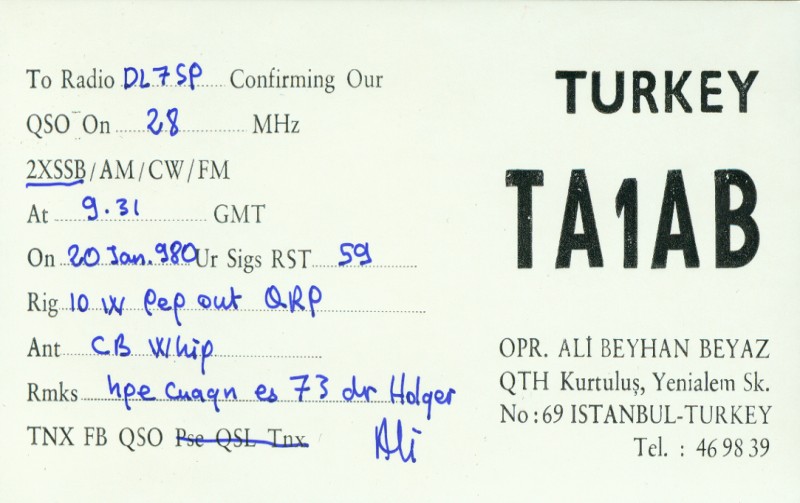 To Radio DL7SP Confirming Our
QSO On 28 MHz
2XSSB/AM/CW/FM
At 9.31 GMT
On 20 Jan. 980 Ur Sigs RST 59
Rig 10 W Pep out QRP
Ant CB Whip
Rmks hpe cuagn es 73 dr Holger
TNX FB QSO Pse QSL Tnx
Ali
TURKEY
TA1AB
OPR. ALİ BEYHAN BEYAZ
QTH Kurtuluş, Yenialem Sk.
No:69 ISTANBUL-TURKEY
Tel. : 46 98 39